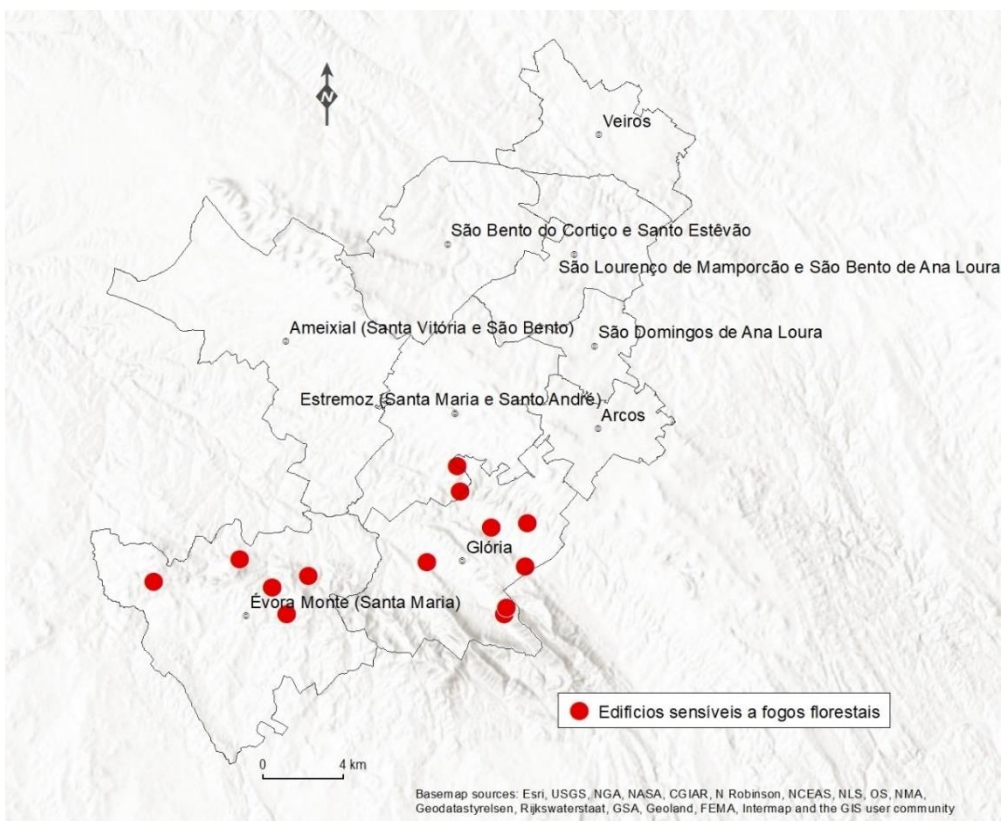 N
Veiros
São Bento do Cortiço e Santo Estêvão
São Lourenço de Mamporcão e São Bento de Ana Loura
Ameixial (Santa Vitória e São Bento)
São Domingos de Ana Loura
Estremoz (Santa Maria e Santo André)
Arcos
Glória
Évora Monte (Santa Maria)
Edificios sensíveis a fogos florestais
0 4 km
Basemap sources: Esri, USGS, NGA, NASA, CGIAR, N Robinson, NCEAS, NLS, OS, NMA,
Geodatastyrelsen, Rijkswaterstaat, GSA, Geoland, FEMA, Intermap and the GIS user community